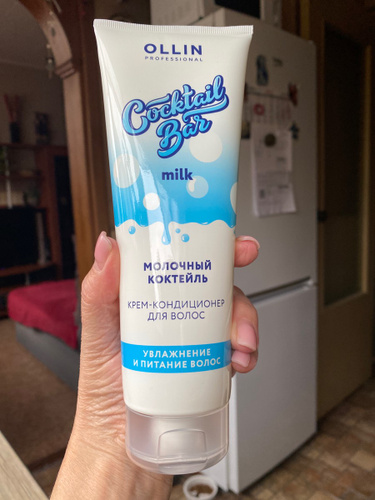 OLLIN
PROFESSIONAL
Cocktail
Bar
milk
МОЛОЧНЫЙ
КОКТЕЙЛЬ
КРЕМ-КОНДИЦИОНЕР
ДЛЯ ВОЛОС
УВЛАЖНЕНИЕ
И ПИТАНИЕ ВОЛОС